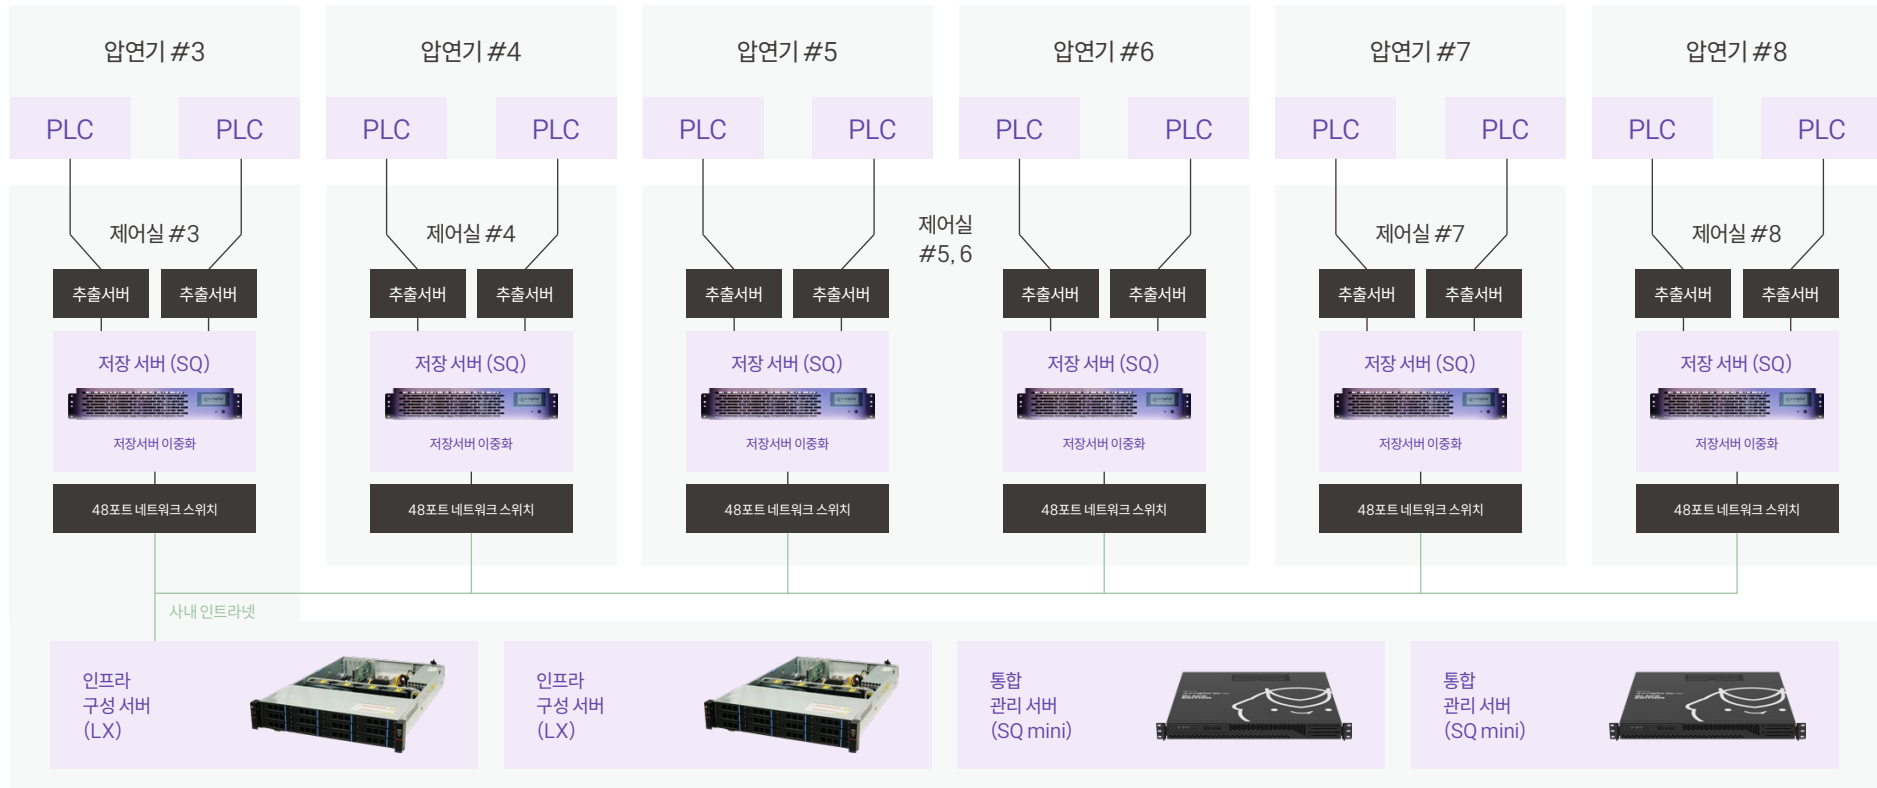 압연기 #3
압연기 #4
압연기 #5
압연기 #6
압연기 #7
압연기 #8
PLC
PLC
PLC
PLC
PLC
PLC
PLC
PLC
PLC
PLC
PLC
PLC
제어실 #3
제어실 #4
제어실
#5, 6
제어실 #7
제어실 #8
추출서버
추출서버
추출서버
추출서버
추출서버
추출서버
추출서버
추출서버
추출서버
추출서버
추출서버
추출서버
저장 서버 (SQ)
저장 서버 (SQ)
저장 서버 (SQ)
저장 서버 (SQ)
저장 서버 (SQ)
저장 서버 (SQ)
저장서버 이중화
저장서버 이중화
저장서버 이중화
저장서버 이중화
저장서버 이중화
저장서버 이중화
48포트 네트워크 스위치
48포트 네트워크 스위치
48포트 네트워크 스위치
48포트 네트워크 스위치
48포트 네트워크 스위치
48포트 네트워크 스위치
사내 인트라넷
인프라
구성 서버
(LX)
인프라
구성 서버
(LX)
통합
관리 서버
(SQ mini)
통합
관리 서버
(SQ mini)